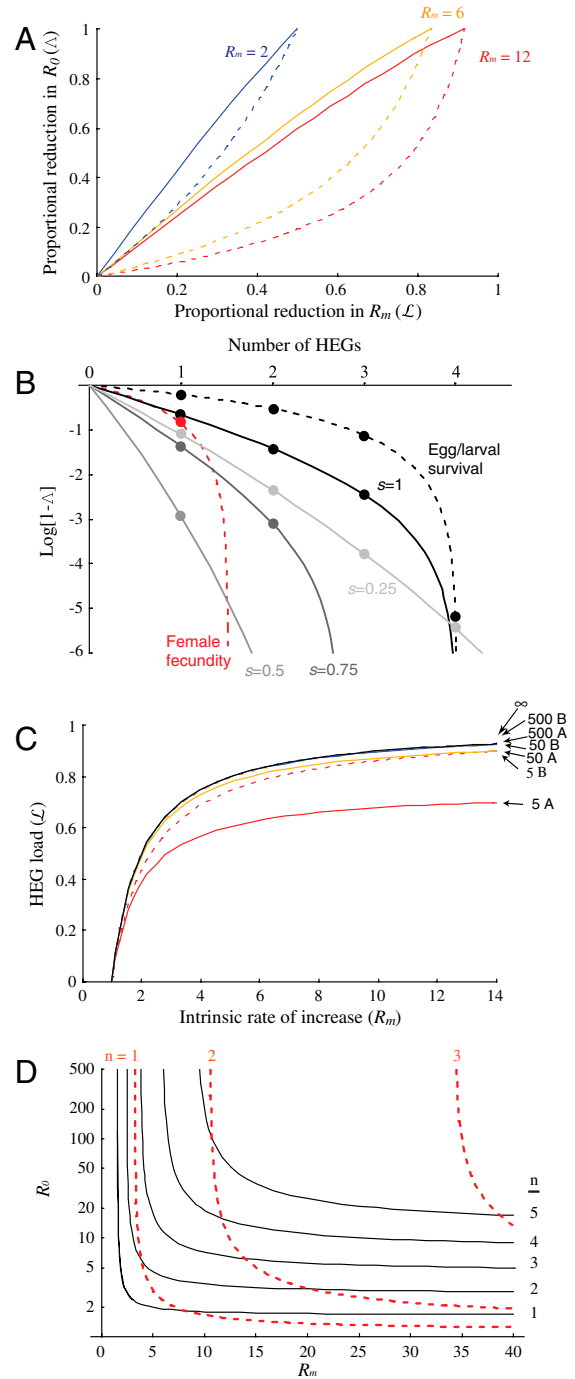 A
Rm = 2
Rm = 6
Rm = 12
Proportional reduction in R0 (Δ)
1
0.8
0.6
0.4
0.2
0
0
0.2
0.4
0.6
0.8
1
Proportional reduction in Rm (ℒ)
B
Number of HEGs
0
1
2
3
4
-1
-2
-3
-4
-5
-6
Log[1-Δ]
Egg/larval
survival
s=1
s=0.25
Female
fecundity
s=0.5
s=0.75
C
HEG load (ℒ)
1
0.8
0.6
0.4
0.2
0
0
2
4
6
8
10
12
14
Intrinsic rate of increase (Rm)
∞
500 B
500 A
50 B
50 A
5 B
5 A
D
n = 1
2
3
R0
500
200
100
50
20
10
5
2
0
5
10
15
20
25
30
35
40
Rm
n
5
4
3
2
1